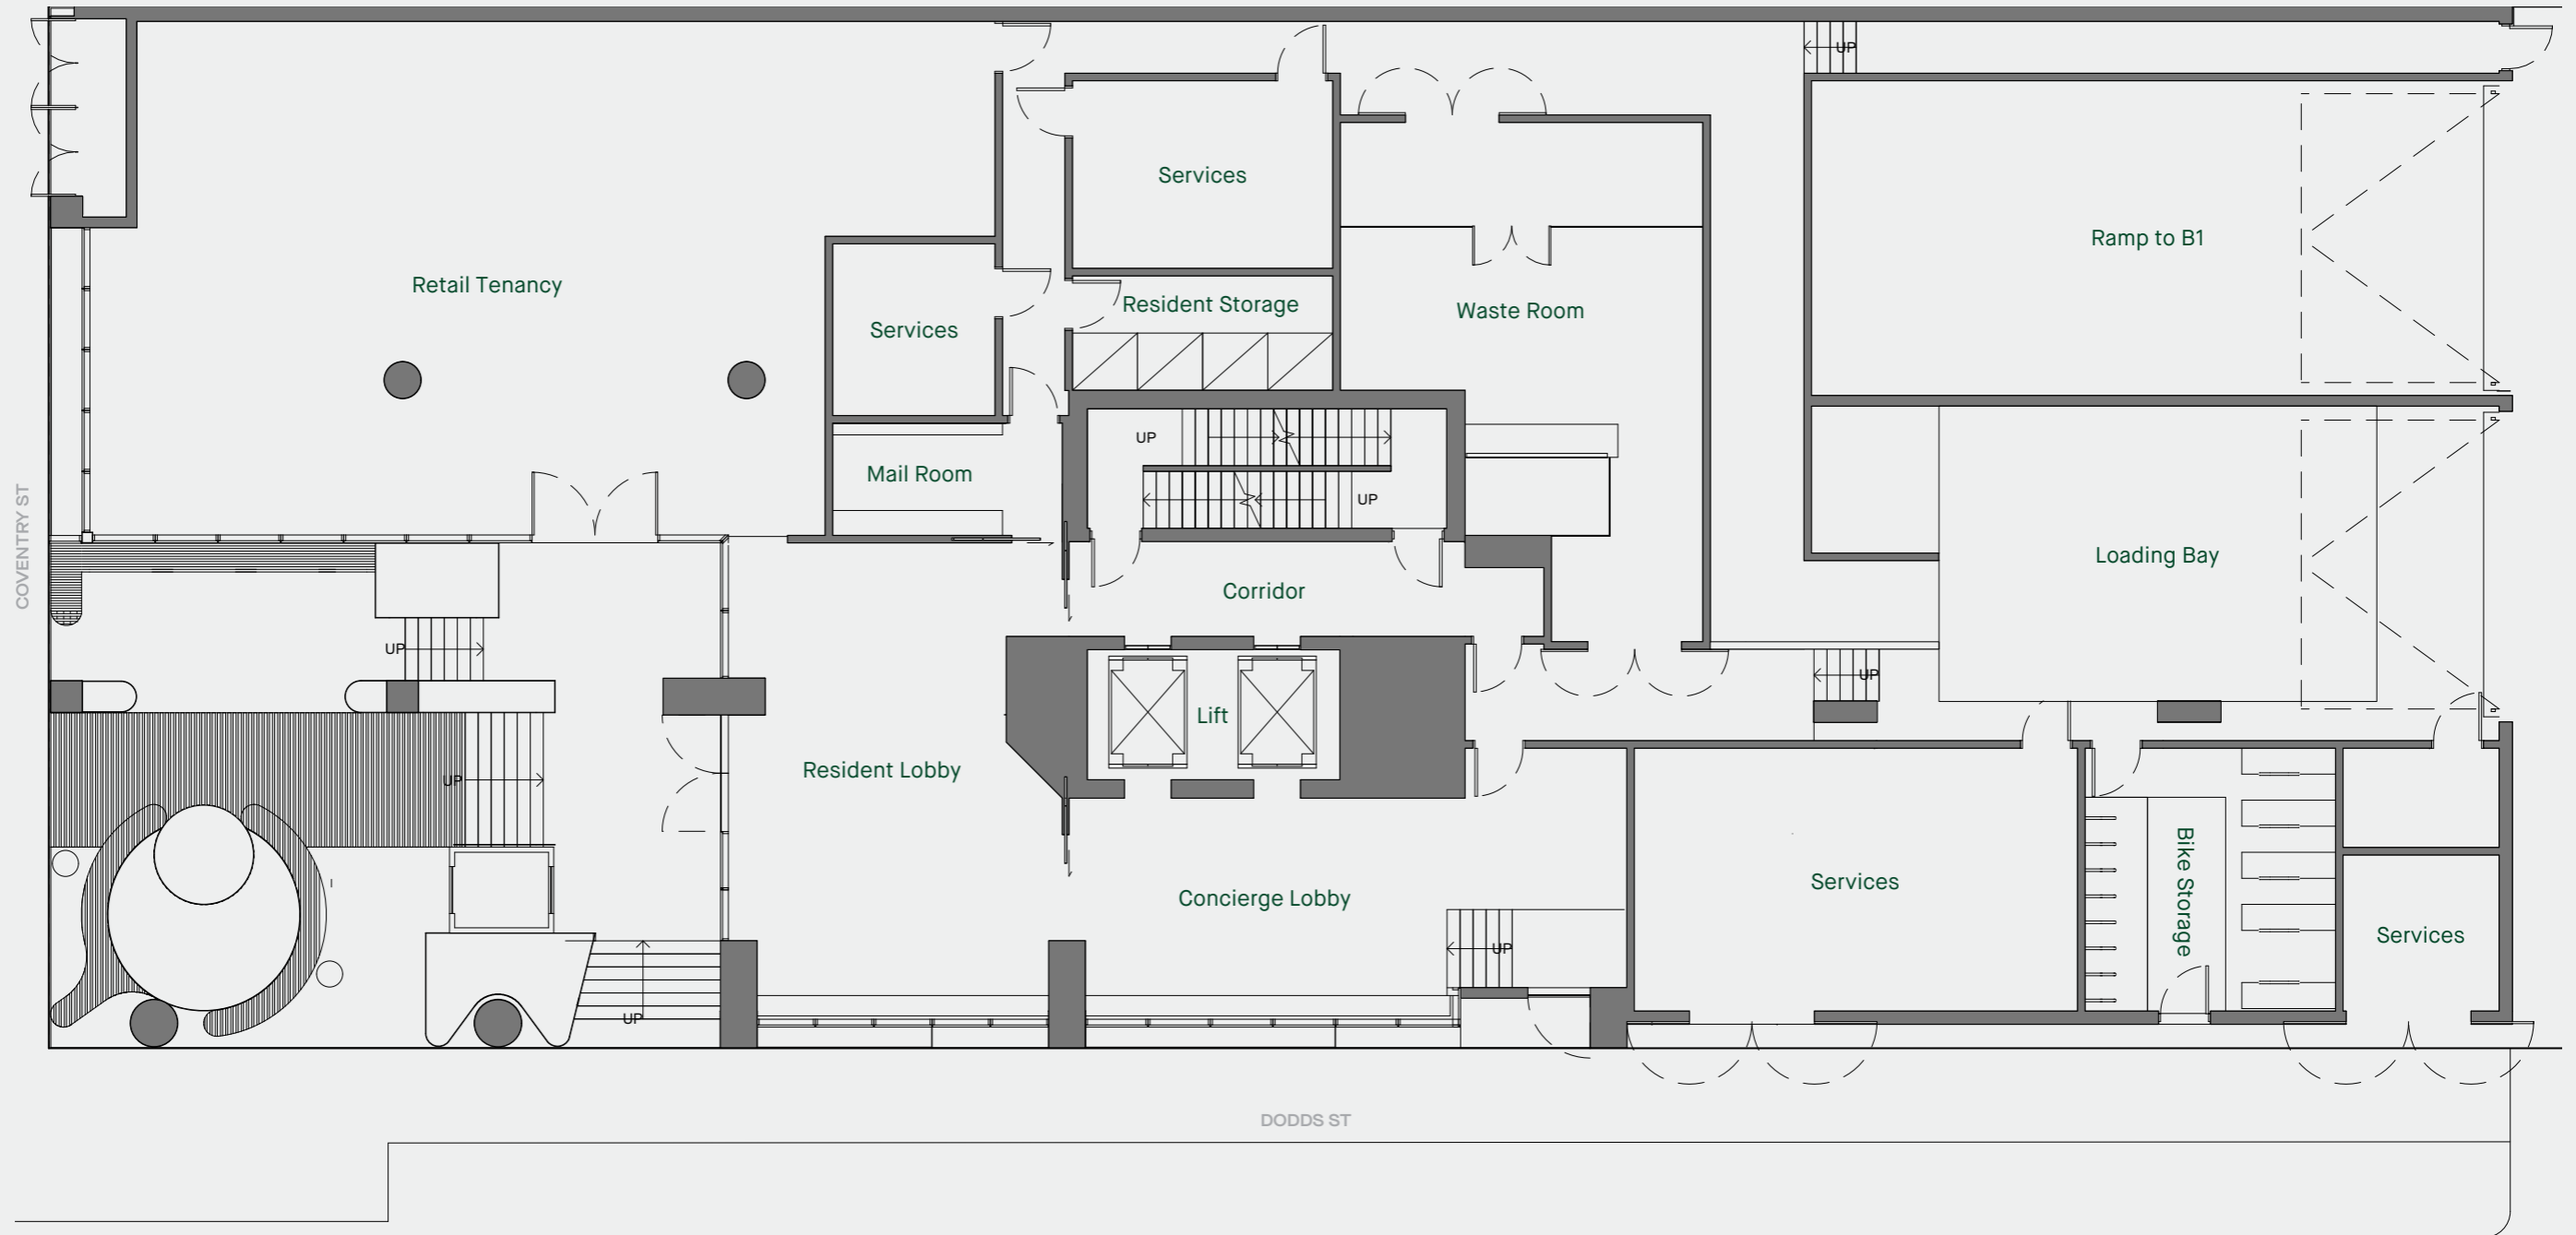 UP
Services
Ramp to B1
Retail Tenancy
Resident Storage
Waste Room
Services
UP
Mail Room
UP
COVENTRY ST
Loading Bay
Corridor
UP
UP
Lift
Resident Lobby
UP
Services
Bike Storage
Concierge Lobby
Services
UP
UP
DODDS ST